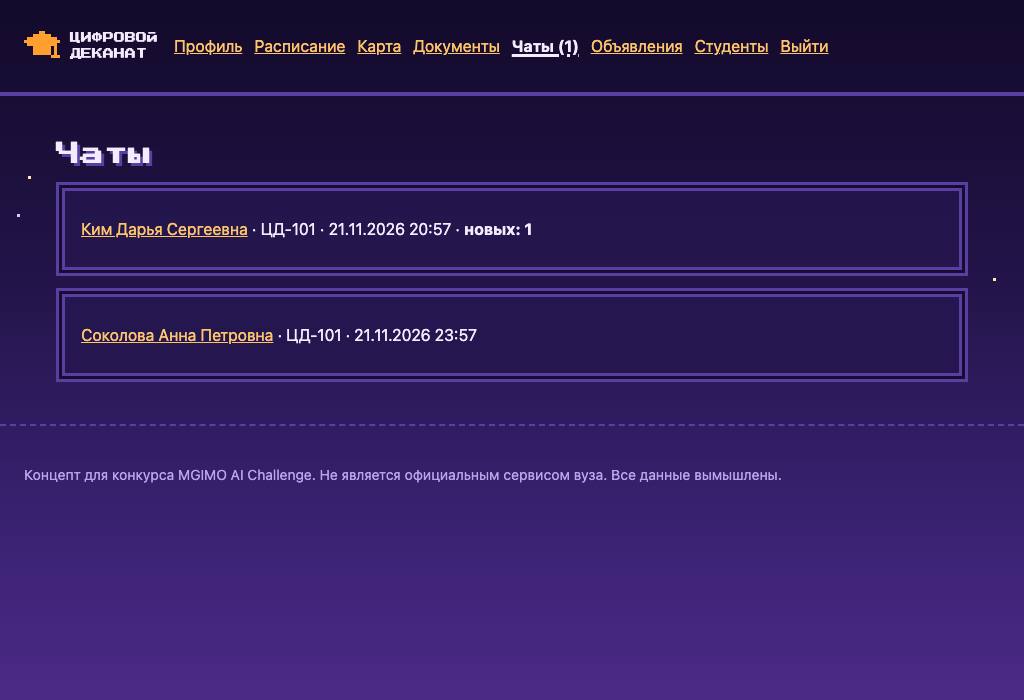 ЦИФРОВОЙ
ДЕКАНАТ
Профиль Расписание Карта Документы Чаты (1) Объявления Студенты Выйти
Чаты
Ким Дарья Сергеевна · ЦД-101 · 21.11.2026 20:57 · новых: 1
Соколова Анна Петровна · ЦД-101 · 21.11.2026 23:57
Концепт для конкурса MGIMO AI Challenge. Не является официальным сервисом вуза. Все данные вымышлены.